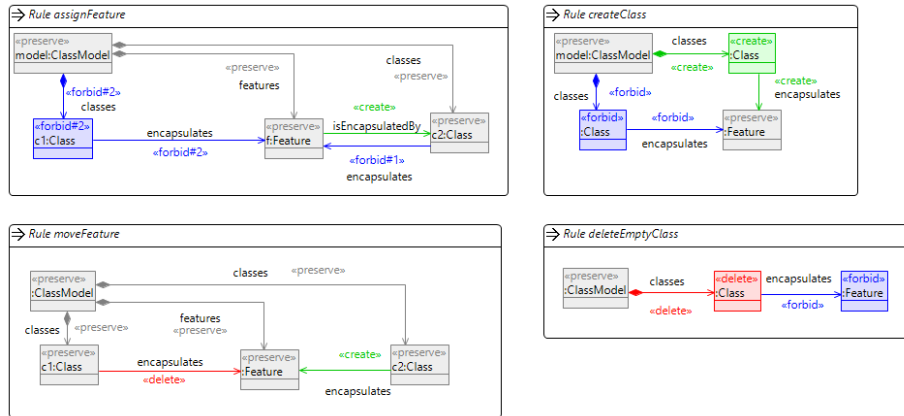 Rule assignFeature
«preserve»
model:ClassModel
«preserve»
features
classes
«preserve»
«forbid#2»
classes
«create»
«forbid#2»
c1:Class
encapsulates
«forbid#2»
«preserve»
f:Feature
isEncapsulatedBy
«preserve»
c2:Class
«forbid#1»
encapsulates
Rule createClass
«preserve»
model:ClassModel
classes
«create»
«create»
:Class
classes
«forbid»
«create»
encapsulates
«forbid»
:Class
«forbid»
encapsulates
«preserve»
:Feature
Rule moveFeature
«preserve»
:ClassModel
classes
«preserve»
features
«preserve»
classes
«preserve»
«preserve»
c1:Class
encapsulates
«delete»
«preserve»
:Feature
«create»
encapsulates
«preserve»
c2:Class
Rule deleteEmptyClass
«preserve»
:ClassModel
classes
«delete»
«delete»
:Class
encapsulates
«forbid»
«forbid»
:Feature